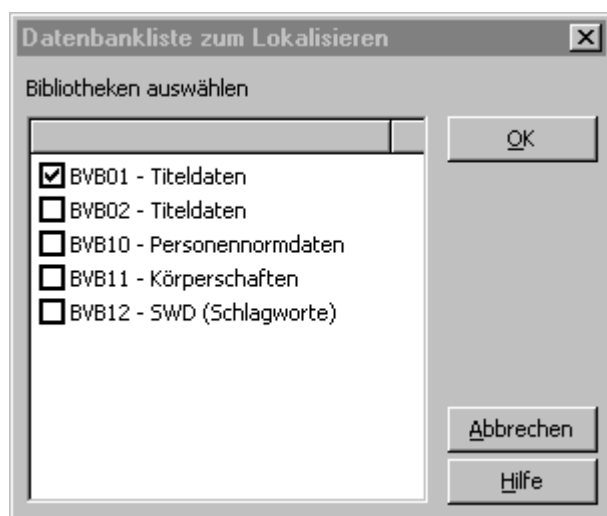 Datenbankliste zum Lokalisieren
Bibliotheken auswählen
OK
BVB01 - Titeldaten
BVB02 - Titeldaten
BVB10 - Personennormdaten
BVB11 - Körperschaften
BVB12 - SWD (Schlagworte)
Abbrechen
Hilfe